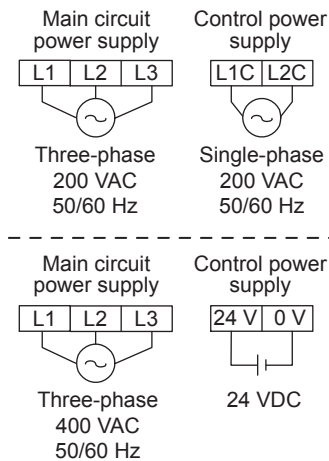 Main circuit
power supply
L1 L2 L3
Three-phase
200 VAC
50/60 Hz
Control power
supply
L1C L2C
Single-phase
200 VAC
50/60 Hz
Main circuit
power supply
L1 L2 L3
Three-phase
400 VAC
50/60 Hz
Control power
supply
24 V 0 V
24 VDC